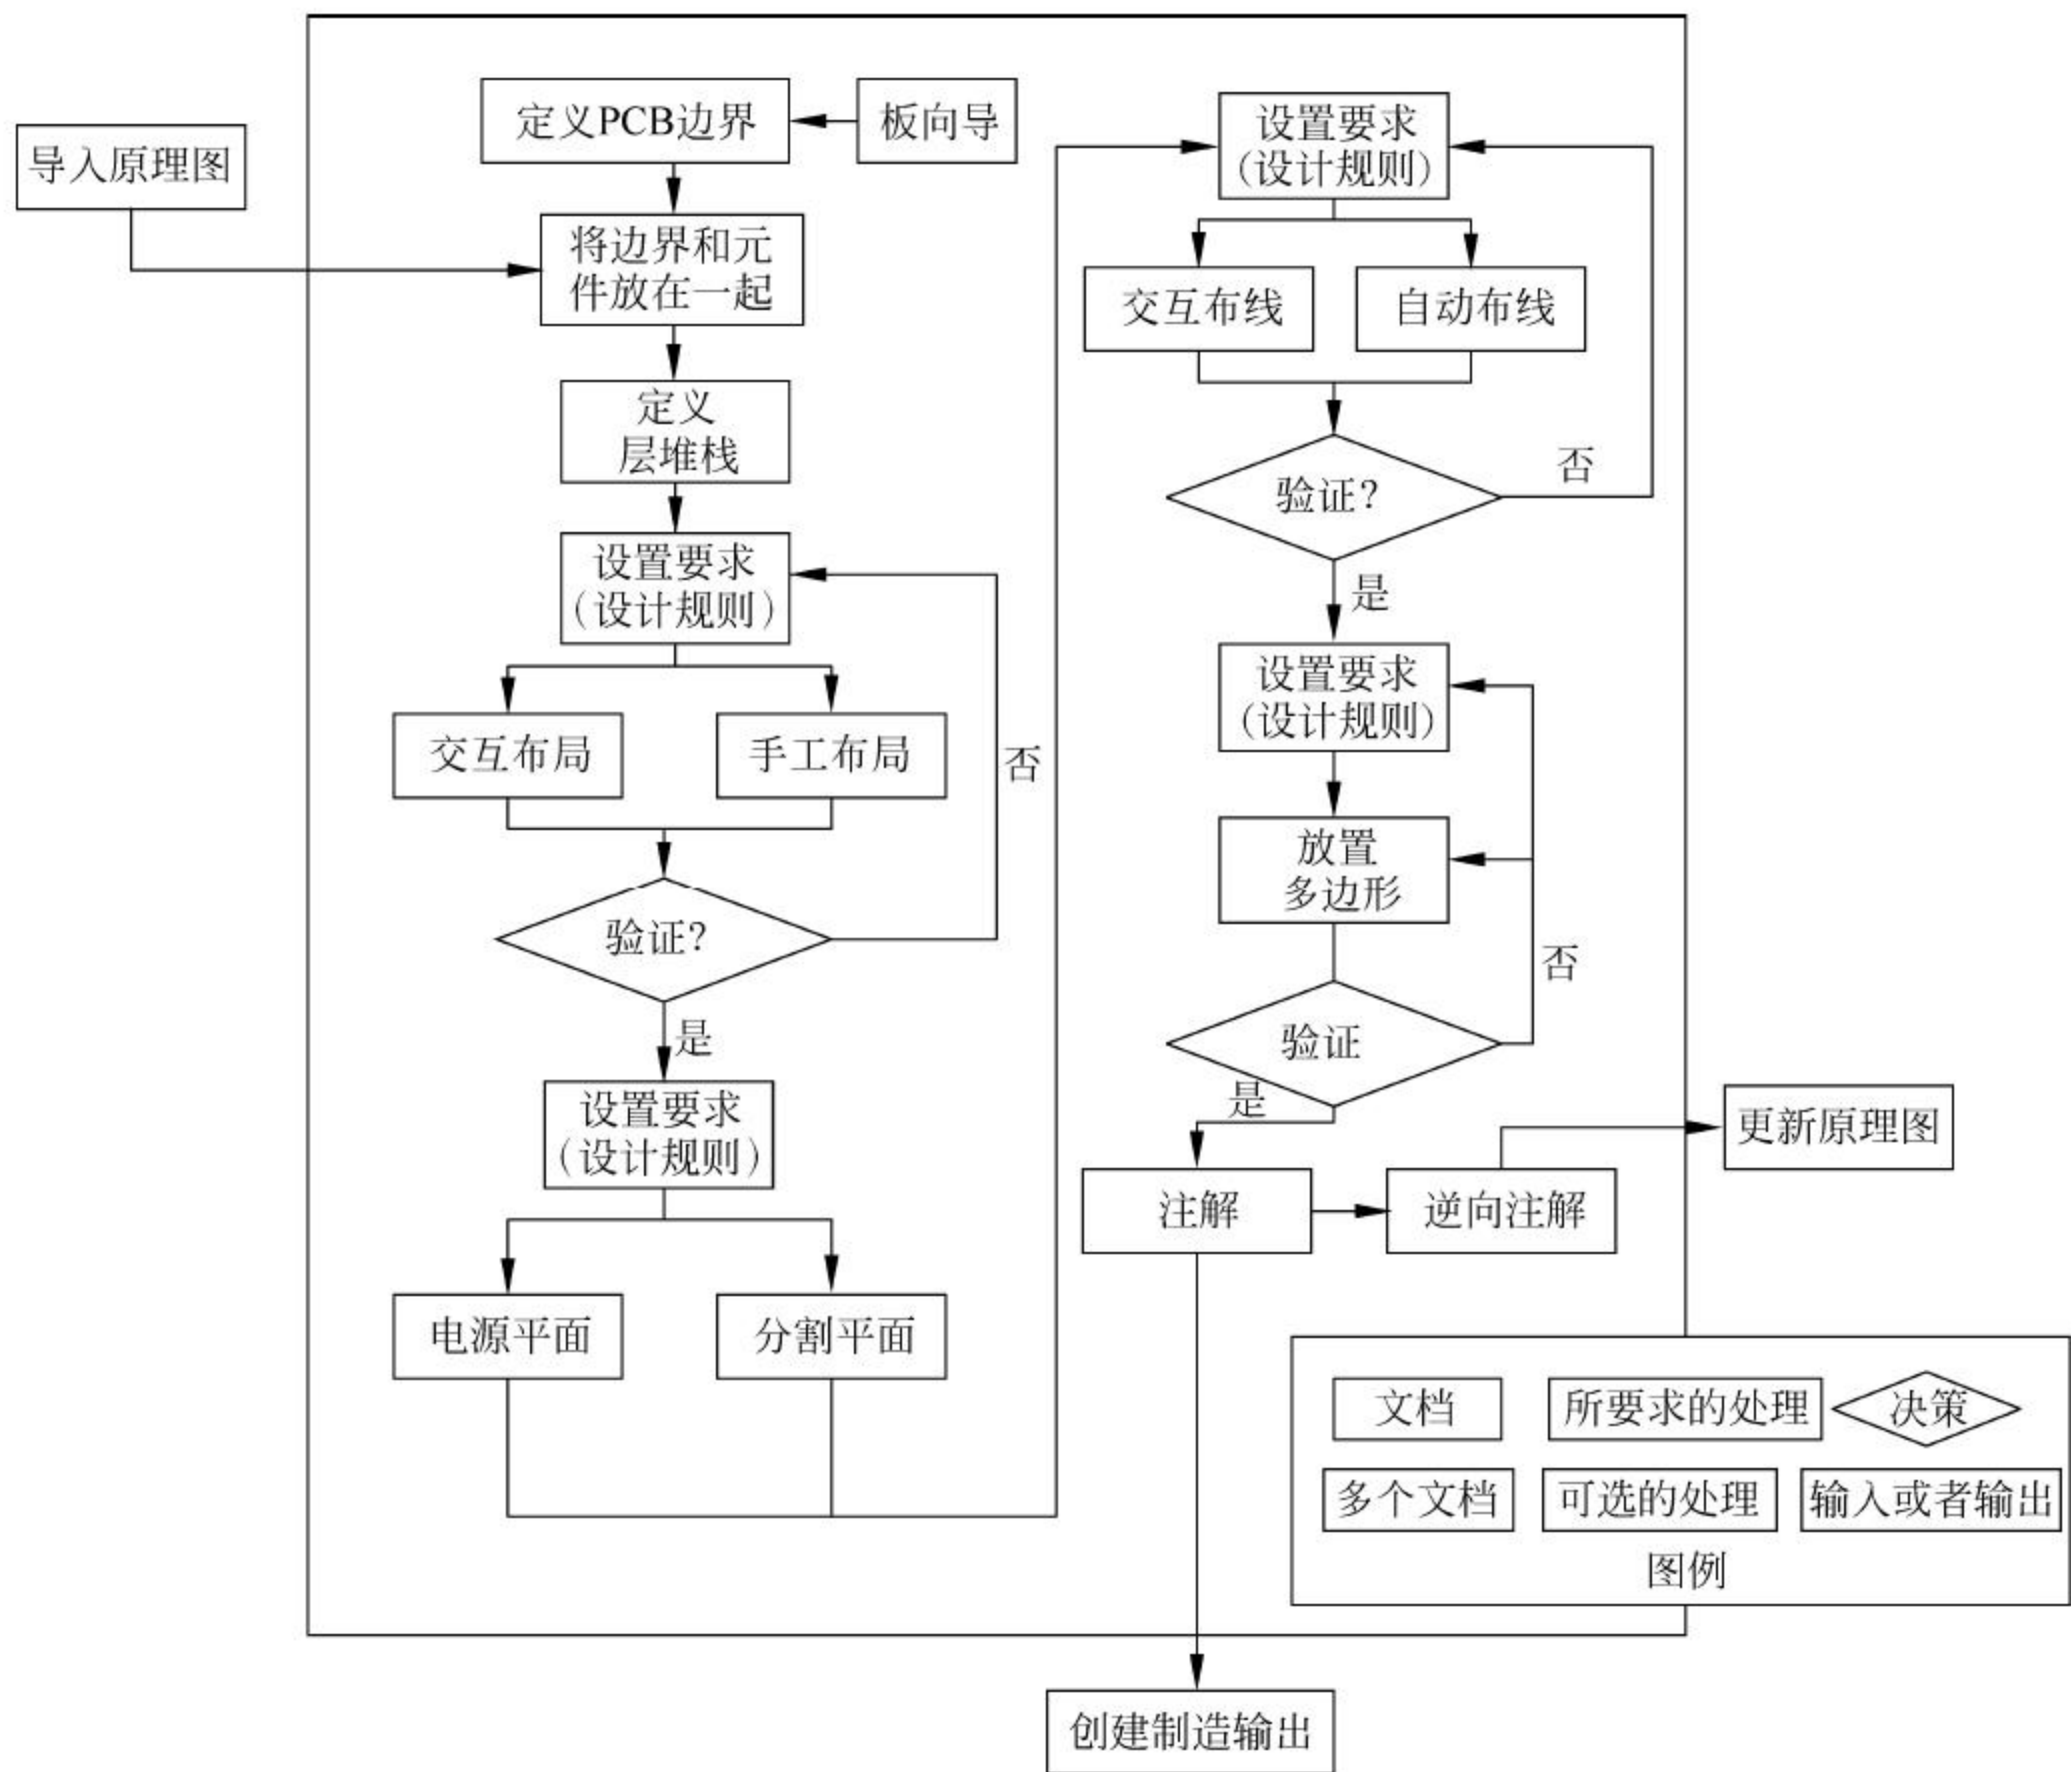 导入原理图
定义PCB边界
板向导
将边界和元
件放在一起
定义
层堆栈
设置要求
(设计规则)
交互布局
手工布局
否
验证?
是
设置要求
(设计规则)
电源平面
分割平面
设置要求
(设计规则)
交互布线
自动布线
验证?
否
是
设置要求
(设计规则)
放置
多边形
否
验证
是
注解
逆向注解
更新原理图
创建制造输出
文档
所要求的处理
决策
多个文档
可选的处理
输入或者输出
图例